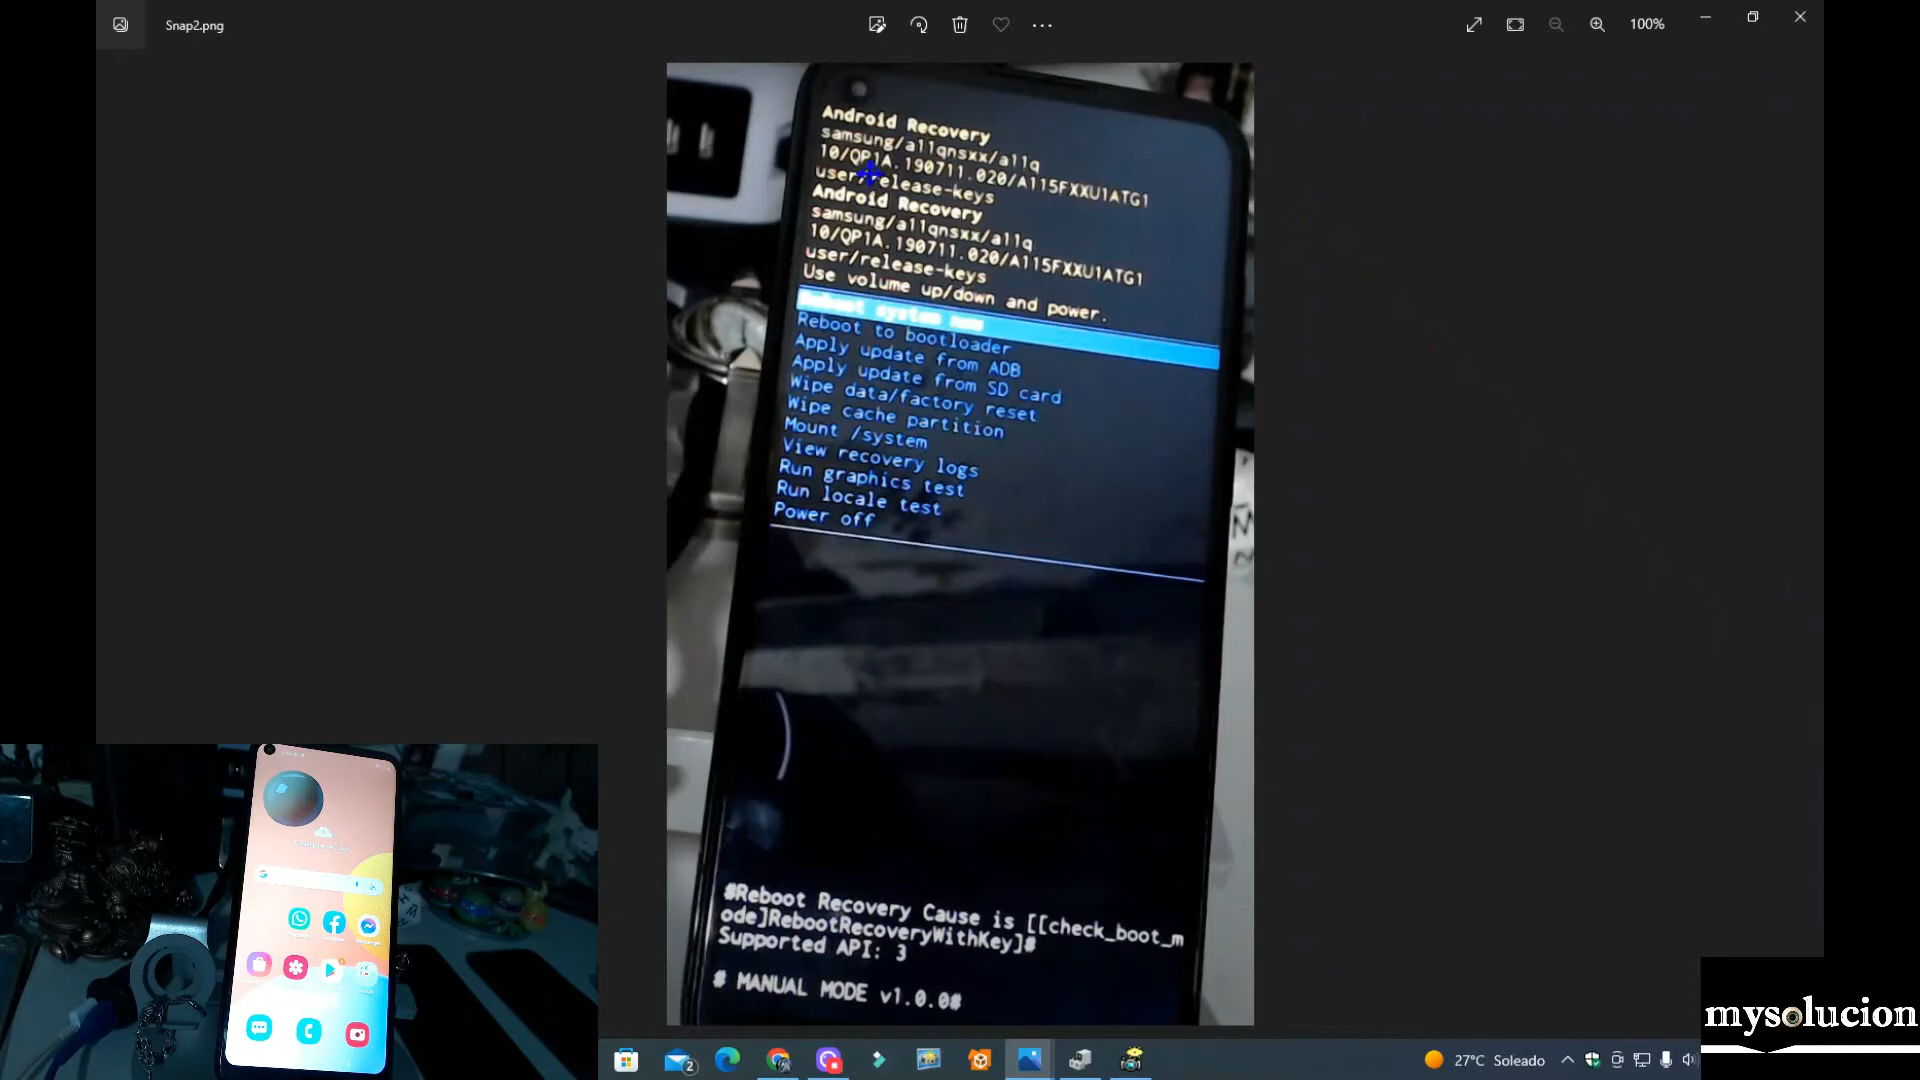 Snap2.png
100%
Android Recovery
samsung/a11qnsxx/a11q
10/QP1A.190711.020/A115FXXU1ATG1
user/release-keys
Android Recovery
samsung/a11qnsxx/a11q
10/QP1A.190711.020/A115FXXU1ATG1
user/release-keys
Use volume up/down and power.
Reboot system now
Reboot to bootloader
Apply update from ADB
Apply update from SD card
Wipe data/factory reset
Wipe cache partition
Mount /system
View recovery logs
Run graphics test
Run locale test
Power off
#Reboot Recovery Cause is [[check_boot_m
ode]RebootRecoveryWithKey]#
Supported API: 3
# MANUAL MODE v1.0.0#
mysolucion
2
27°C Soleado